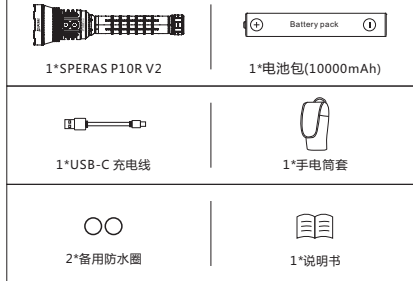 Battery pack
1*SPERAS P10R V2
1*电池包(10000mAh)
1*USB-C 充电线
1*手电筒套
2*备用防水圈
1*说明书